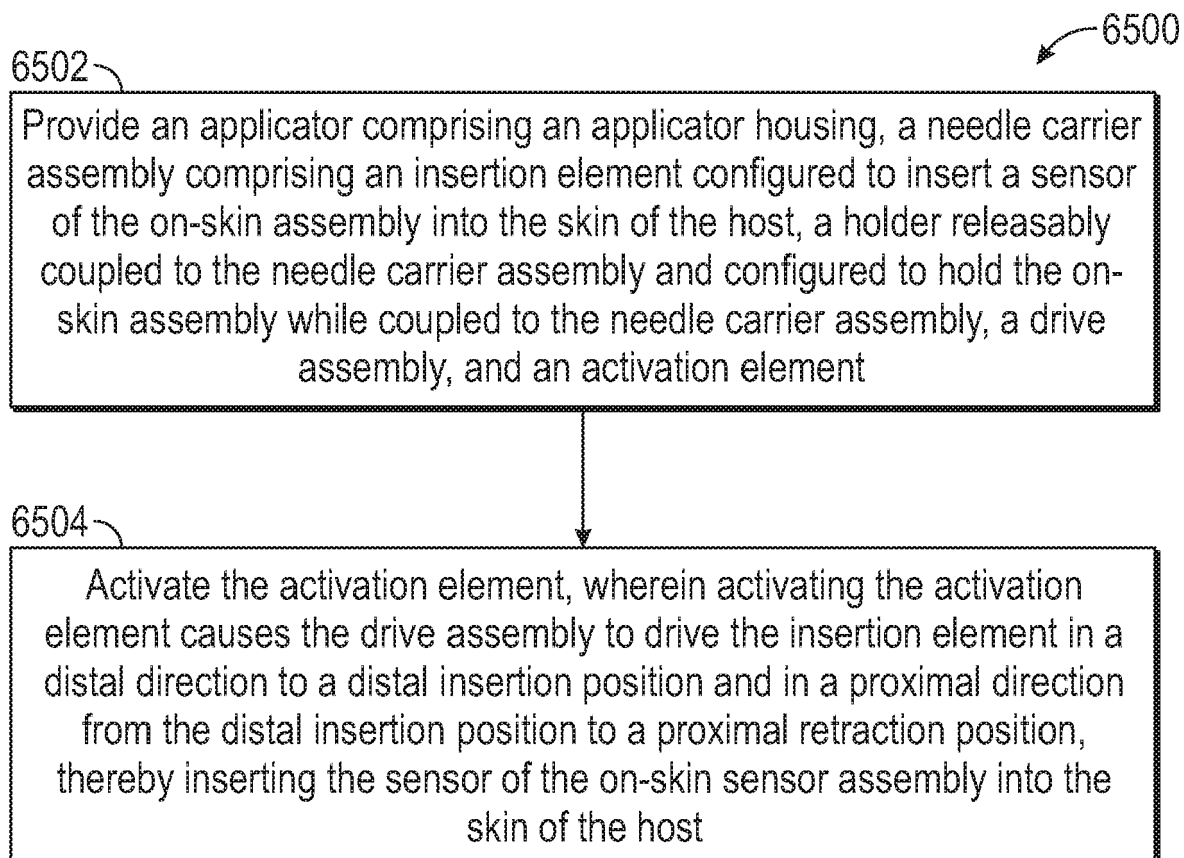 6500
6502
Provide an applicator comprising an applicator housing, a needle carrier
assembly comprising an insertion element configured to insert a sensor
of the on-skin assembly into the skin of the host, a holder releasably
coupled to the needle carrier assembly and configured to hold the on-
skin assembly while coupled to the needle carrier assembly, a drive
assembly, and an activation element
6504
Activate the activation element, wherein activating the activation
element causes the drive assembly to drive the insertion element in a
distal direction to a distal insertion position and in a proximal direction
from the distal insertion position to a proximal retraction position,
thereby inserting the sensor of the on-skin sensor assembly into the
skin of the host